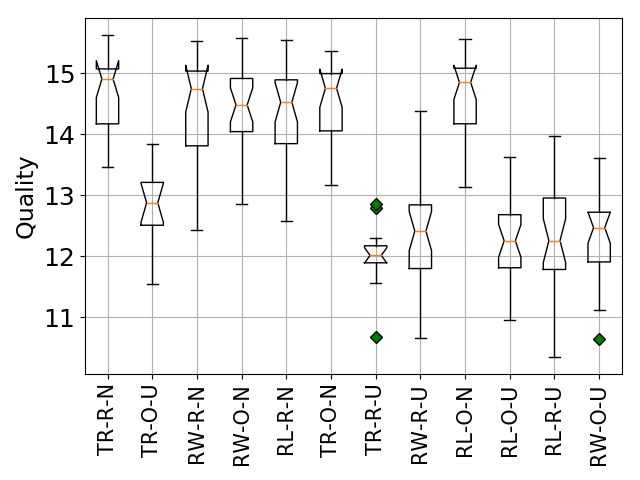 Quality
15
14
13
12
11
TR-R-N
TR-O-U
RW-R-N
RW-O-N
RL-R-N
TR-O-N
TR-R-U
RW-R-U
RL-O-N
RL-O-U
RL-R-U
RW-O-U